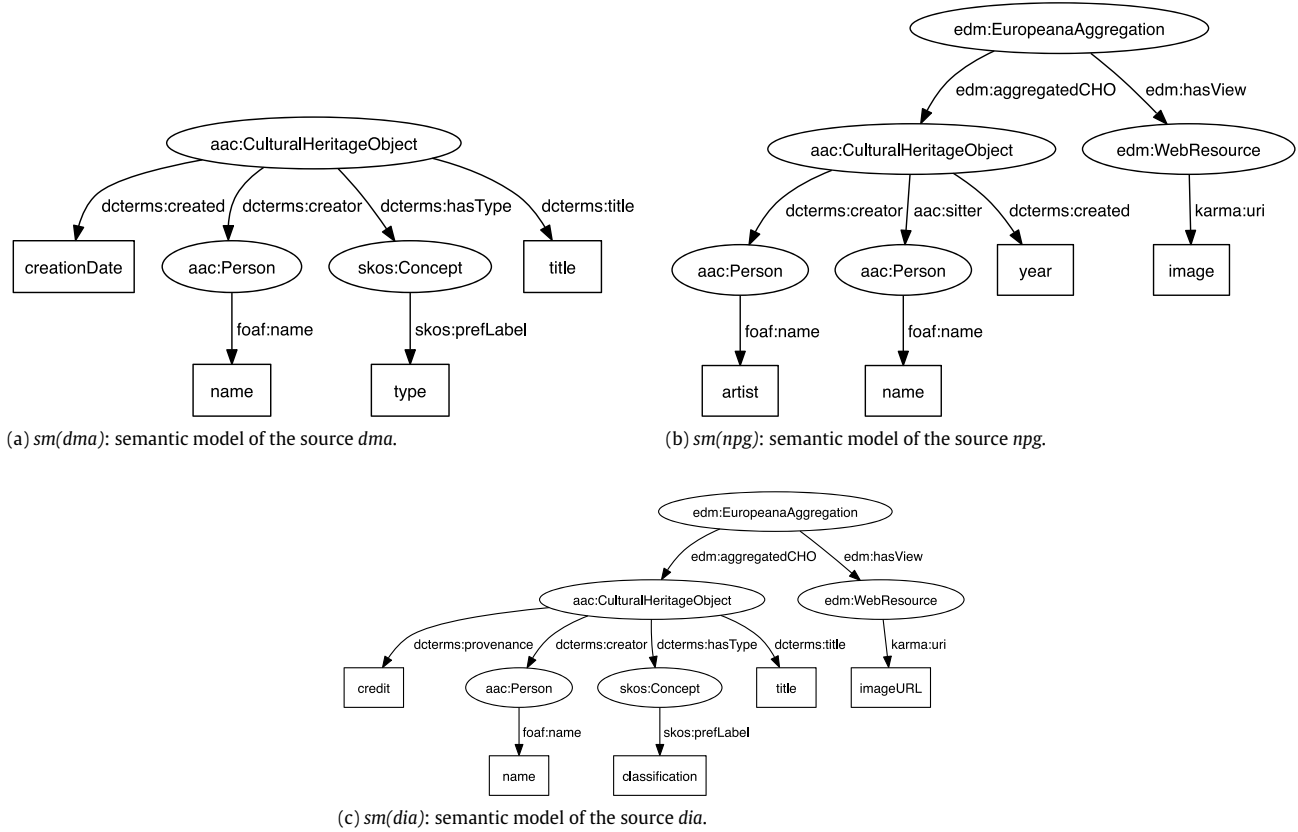 aac:CulturalHeritageObject
dcterms:created
dcterms:creator
dcterms:hasType
dcterms:title
creationDate
aac:Person
skos:Concept
title
foaf:name
skos:prefLabel
name
type
(a) sm(dma): semantic model of the source dma.
edm:EuropeanaAggregation
edm:aggregatedCHO
edm:hasView
aac:CulturalHeritageObject
edm:WebResource
dcterms:creator
aac:sitter
dcterms:created
karma:uri
aac:Person
aac:Person
year
image
foaf:name
foaf:name
artist
name
(b) sm(npg): semantic model of the source npg.
edm:EuropeanaAggregation
edm:aggregatedCHO
edm:hasView
aac:CulturalHeritageObject
edm:WebResource
dcterms:provenance
dcterms:creator
dcterms:hasType
dcterms:title
karma:uri
credit
aac:Person
skos:Concept
title
imageURL
foaf:name
skos:prefLabel
name
classification
(c) sm(dia): semantic model of the source dia.